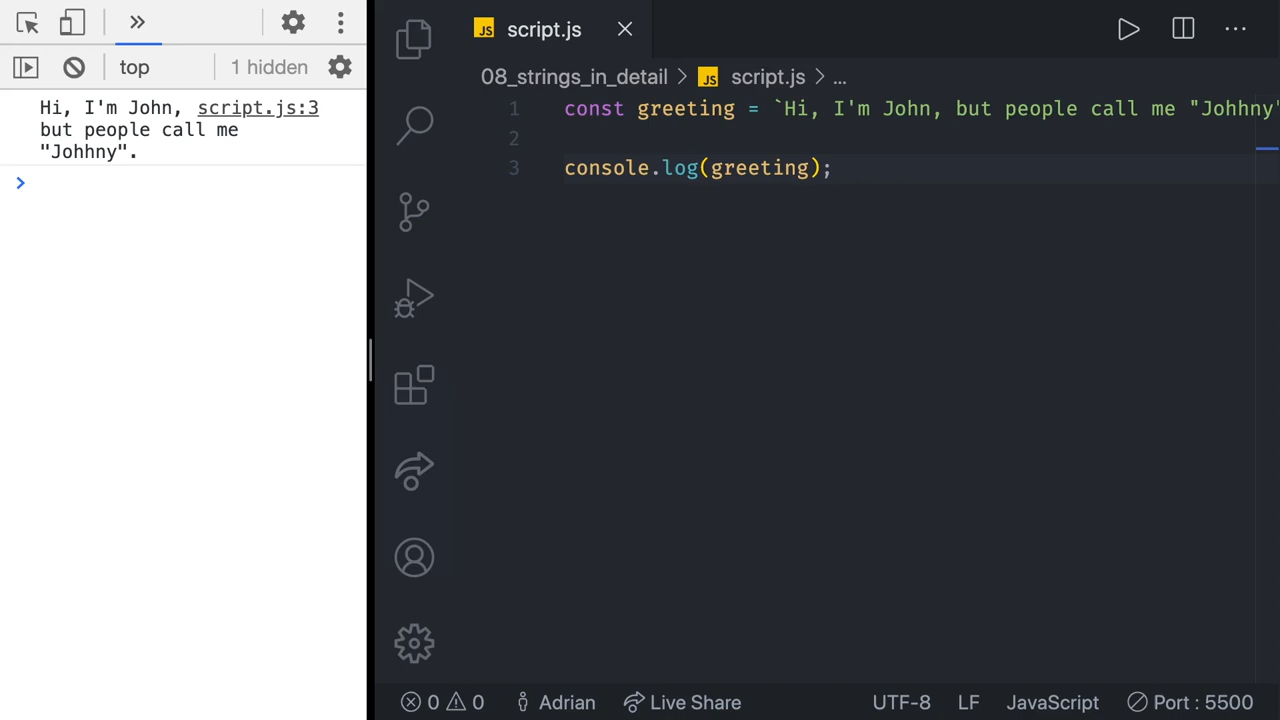 top
1 hidden
Hi, I'm John, script.js:3
but people call me
"Johhny".
JS script.js
08_strings_in_detail > JS script.js > ...
1 const greeting = `Hi, I'm John, but people call me "Johhny"
2
3 console.log(greeting);
0 0 Adrian Live Share UTF-8 LF JavaScript Port : 5500